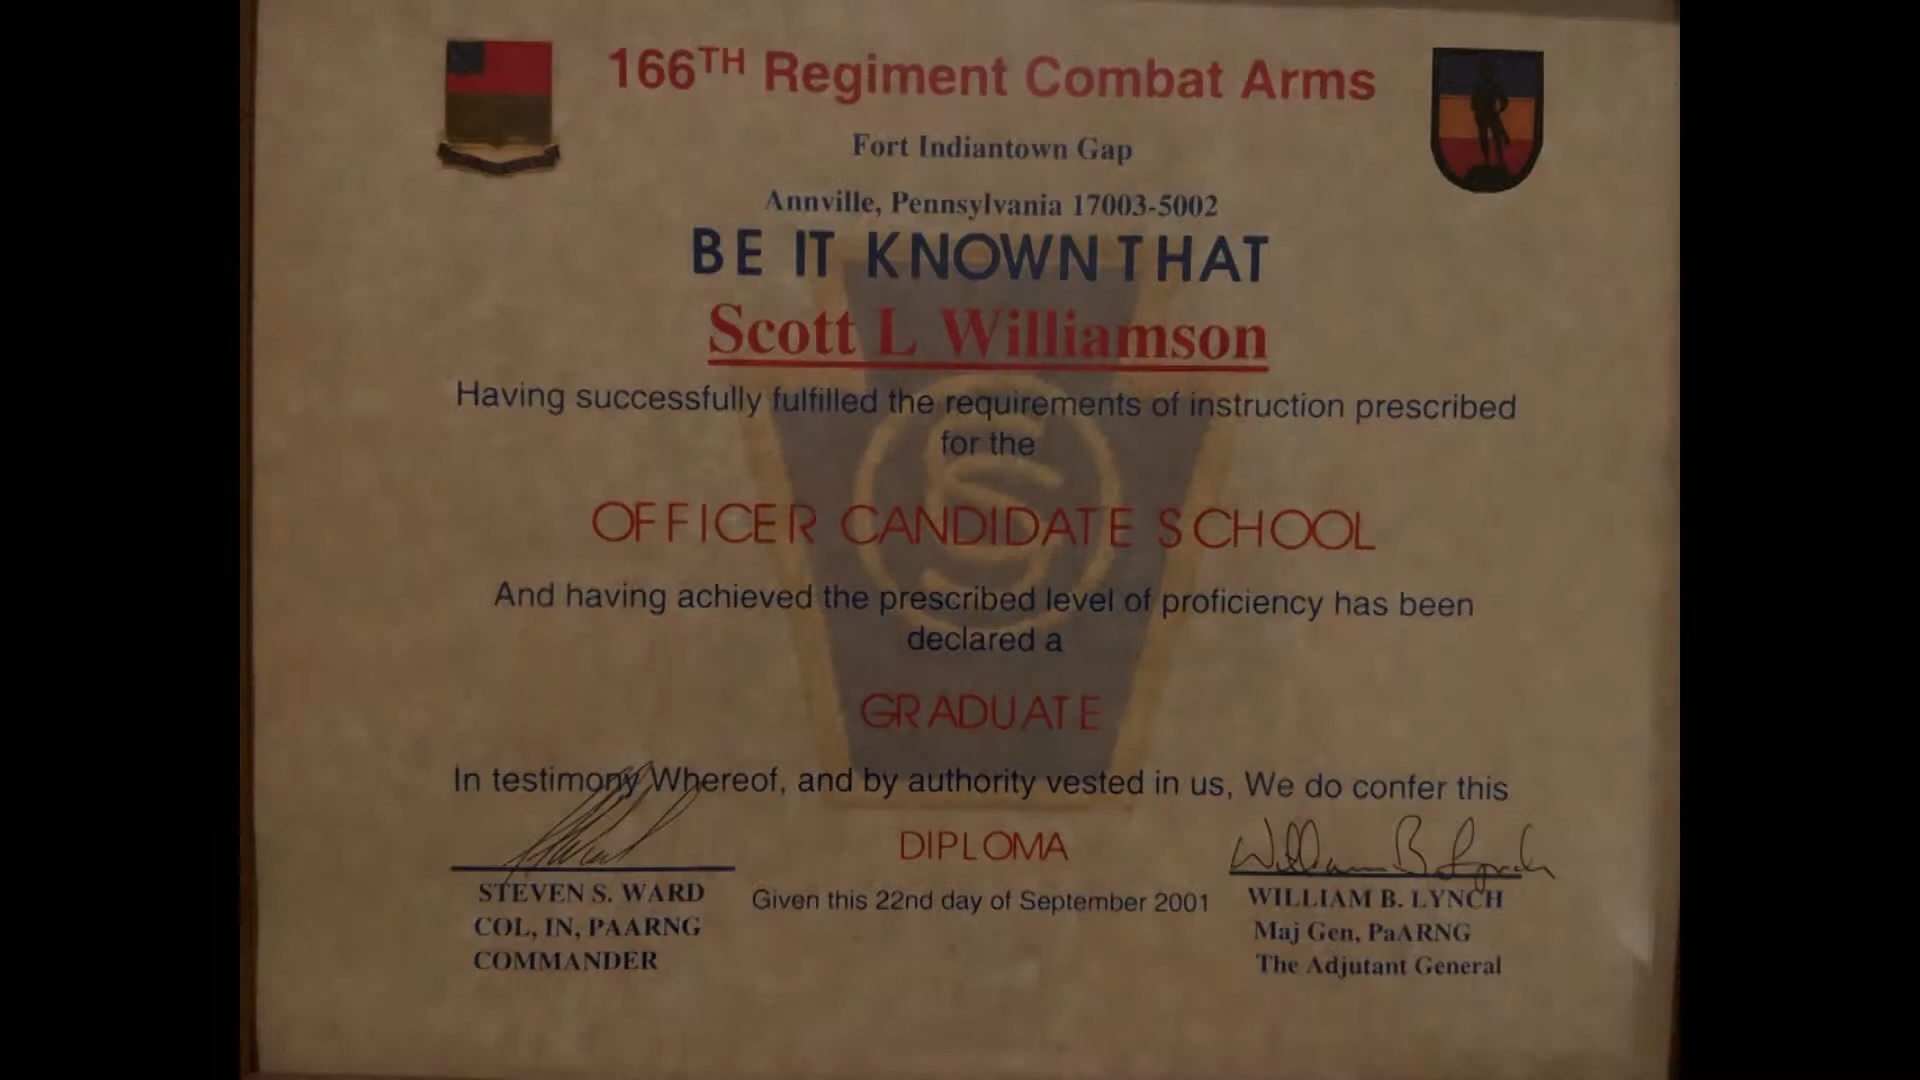 166TH Regiment Combat Arms
Fort Indiantown Gap
Annville, Pennsylvania 17003-5002
BE IT KNOWN THAT
Scott L Williamson
Having successfully fulfilled the requirements of instruction prescribed
for the
OFFICER CANDIDATE SCHOOL
And having achieved the prescribed level of proficiency has been
declared a
GRADUATE
In testimony Whereof, and by authority vested in us, We do confer this
DIPLOMA
William B Lynch
STEVEN S. WARD
COL, IN, PAARNG
COMMANDER
Given this 22nd day of September 2001
WILLIAM B. LYNCH
Maj Gen, PaARNG
The Adjutant General